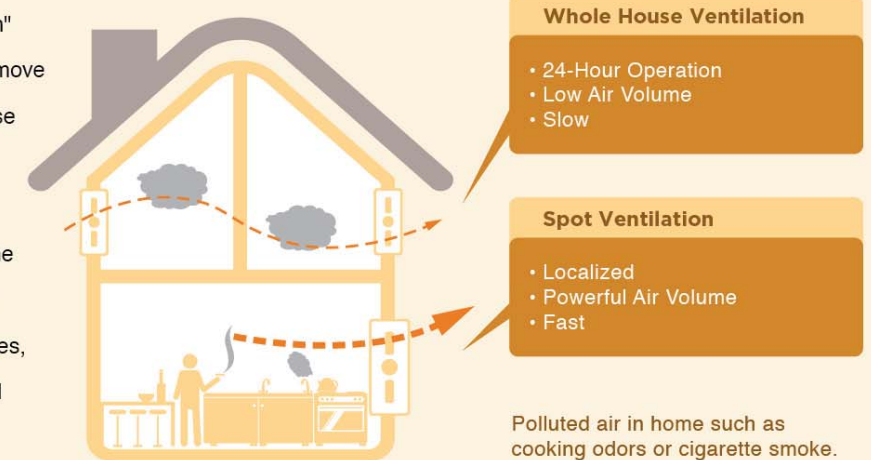 move
Whole House Ventilation
• 24-Hour Operation
• Low Air Volume
• Slow
Spot Ventilation
• Localized
• Powerful Air Volume
• Fast
Polluted air in home such as
cooking odors or cigarette smoke.